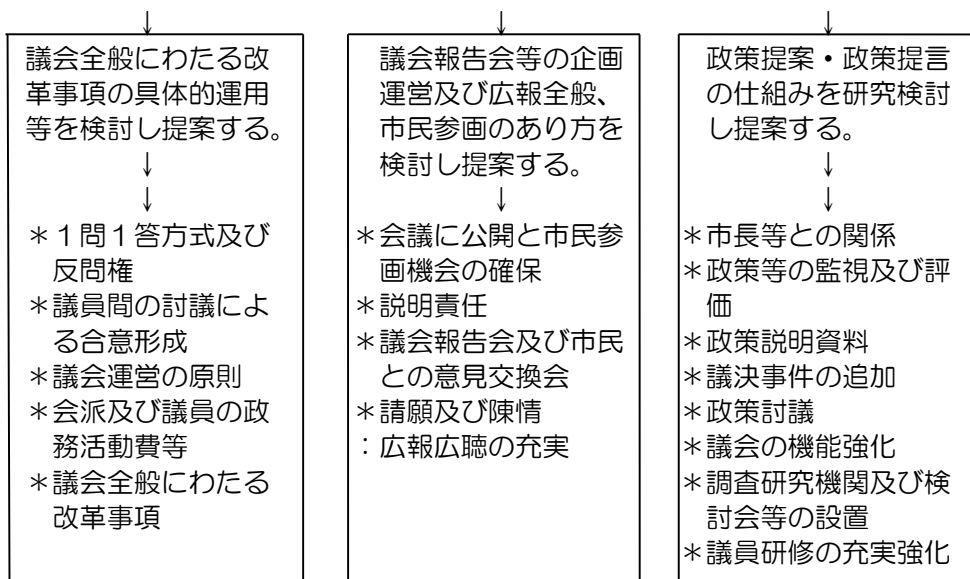 ↓
議会全般にわたる改
革事項の具体的運用
等を検討し提案する。
↓
↓
＊１問１答方式及び
反問権
＊議員間の討議によ
る合意形成
＊議会運営の原則
＊会派及び議員の政
務活動費等
＊議会全般にわたる
改革事項
↓
議会報告会等の企画
運営及び広報全般、
市民参画のあり方を
検討し提案する。
↓
↓
＊会議に公開と市民参
画機会の確保
＊説明責任
＊議会報告会及び市民
との意見交換会
＊請願及び陳情
：広報広聴の充実
↓
政策提案・政策提言
の仕組みを研究検討
し提案する。
↓
↓
＊市長等との関係
＊政策等の監視及び評
価
＊政策説明資料
＊議決事件の追加
＊政策討議
＊議会の機能強化
＊調査研究機関及び検
討会等の設置
＊議員研修の充実強化